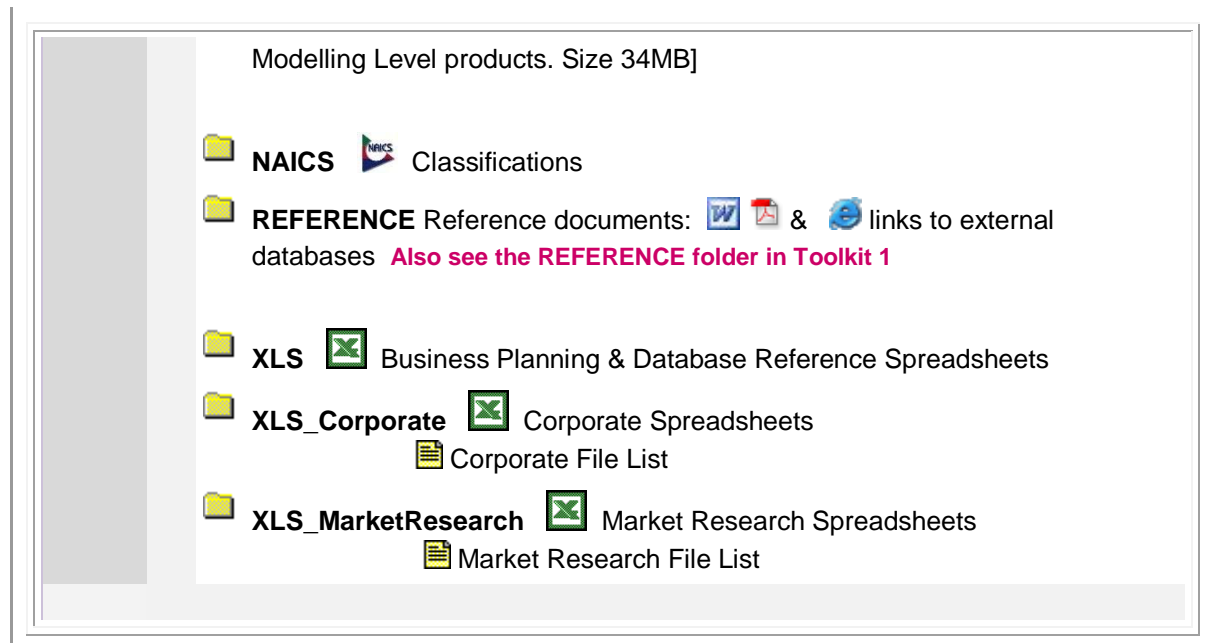 Modelling Level products. Size 34MB]
NAICS NAICS Classifications
REFERENCE Reference documents: W & e links to external
databases Also see the REFERENCE folder in Toolkit 1
XLS X Business Planning & Database Reference Spreadsheets
XLS_Corporate X Corporate Spreadsheets
Corporate File List
XLS_MarketResearch X Market Research Spreadsheets
Market Research File List